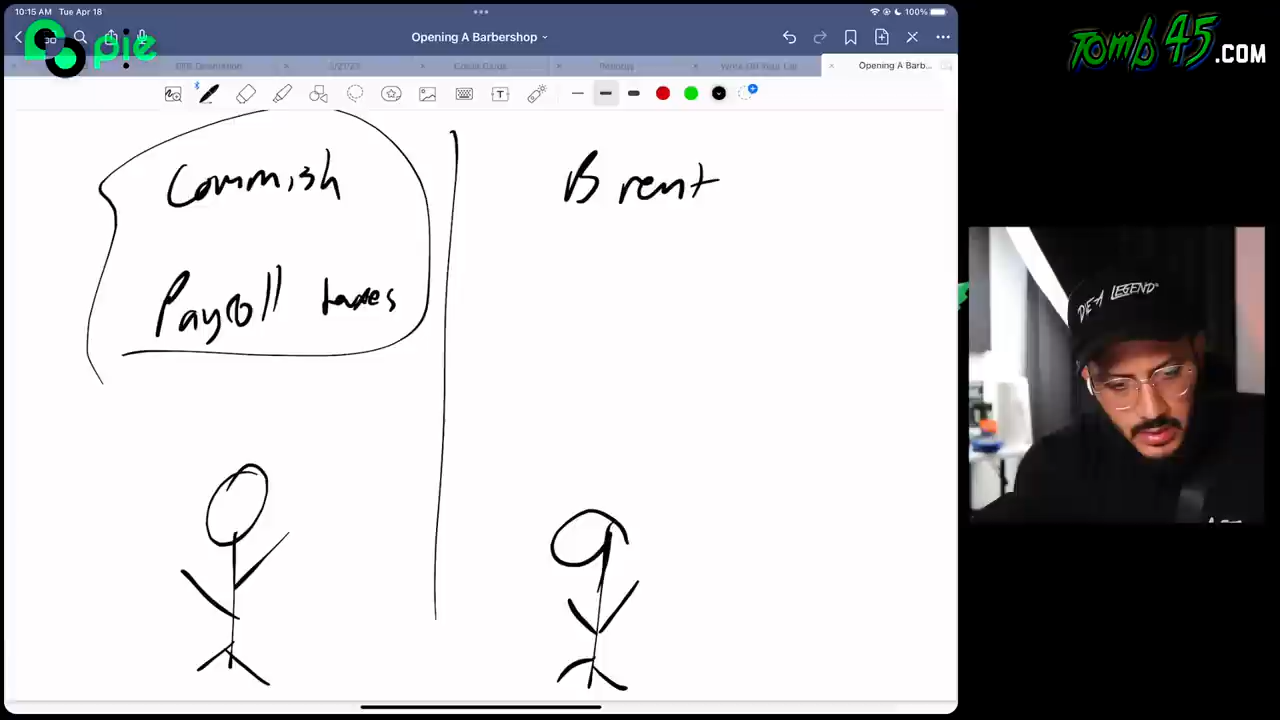 10:15 AM Tue Apr 18
100%
pie
Opening A Barbershop
Opening A Barb...
T
Commish
Payroll taxes
B rent
TOMB 45.COM
DIE A LEGEND